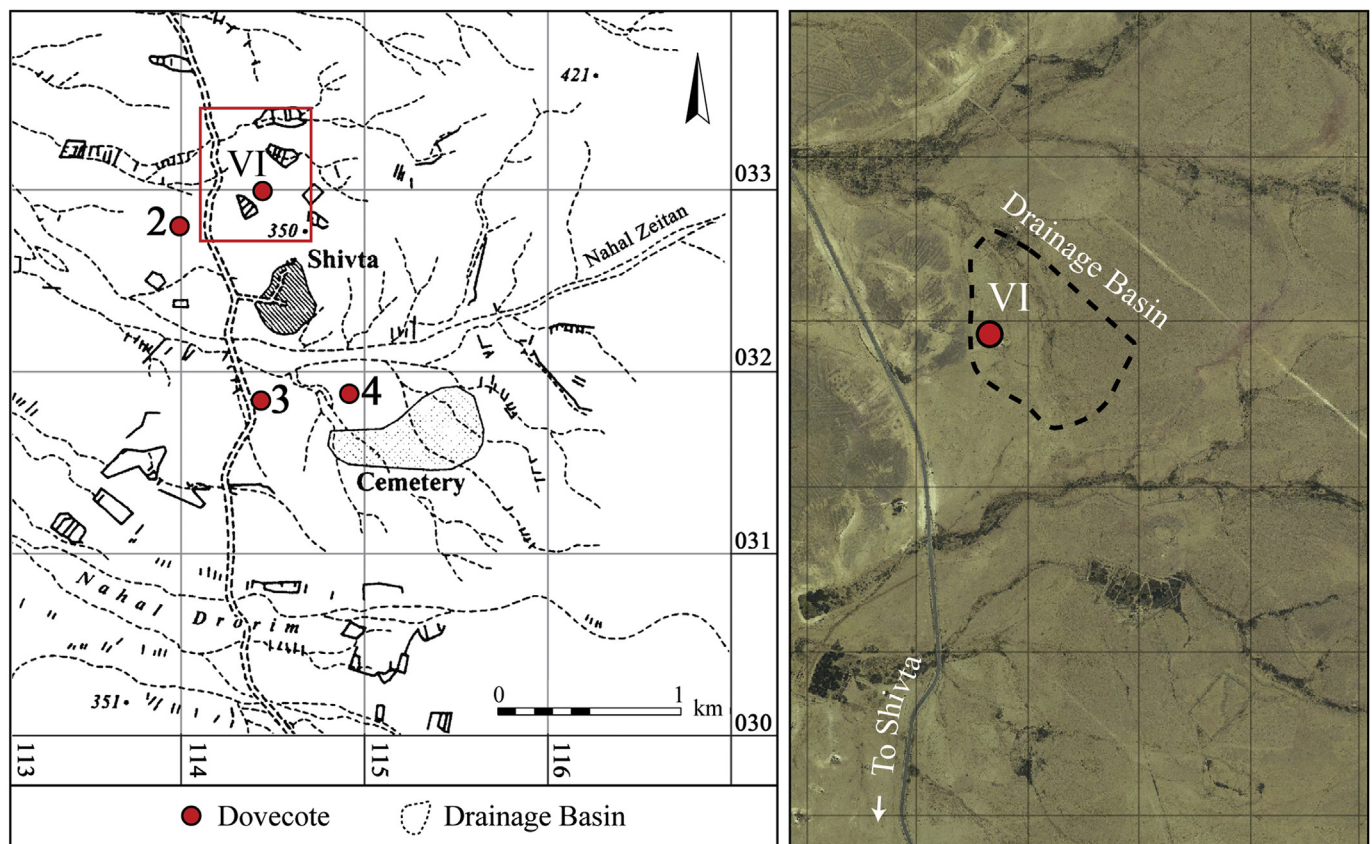 421
033
VI
2
350
Shivta
Nahal Zeitan
032
3
4
Cemetery
031
Nahal Drorim
351
0 1
km
030
113 114 115 116
Dovecote
Drainage Basin
Drainage Basin
VI
To Shivta